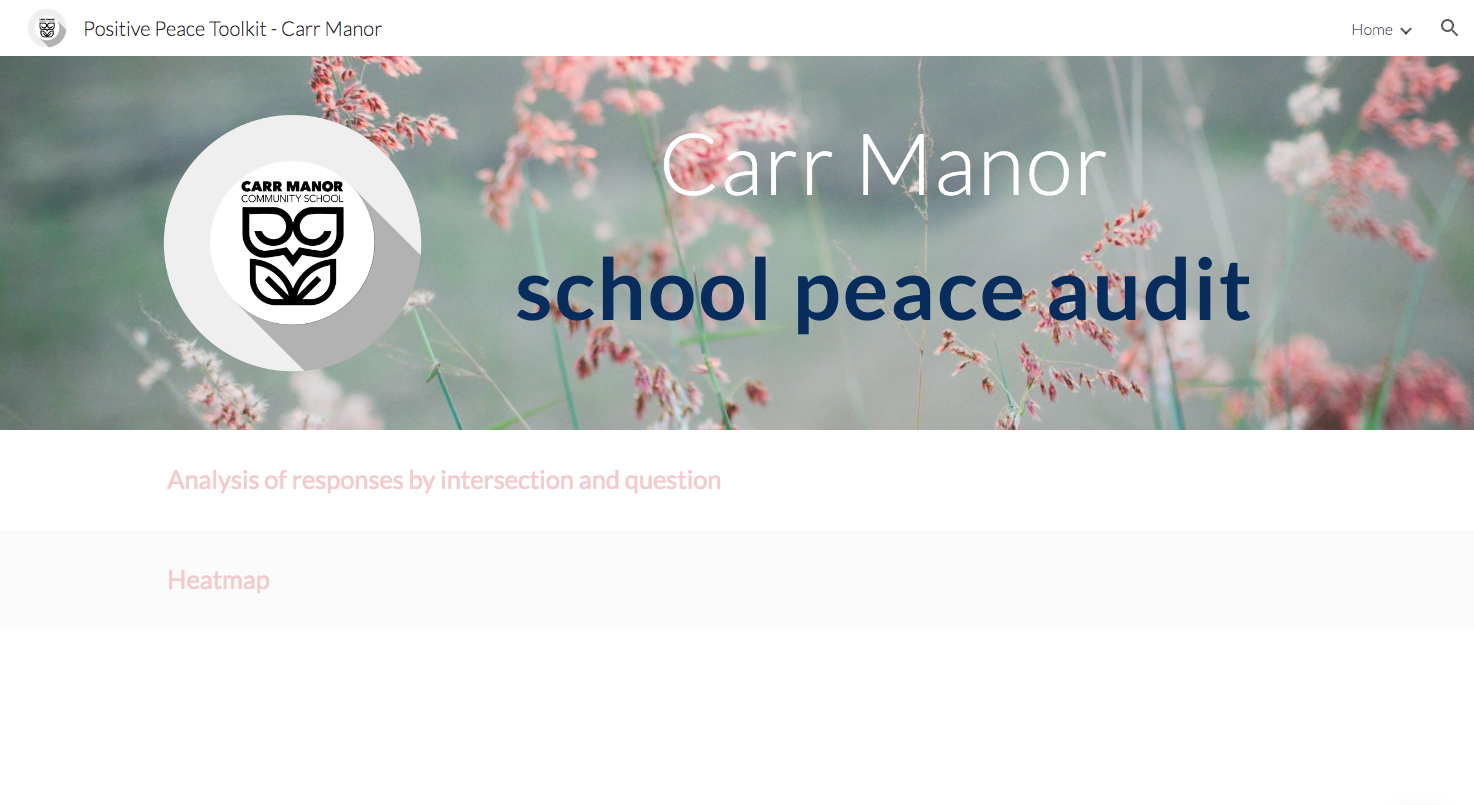 Positive Peace Toolkit - Carr Manor
Home
CARR MANOR
COMMUNITY SCHOOL
Carr Manor
school peace audit
Analysis of responses by intersection and question
Heatmap